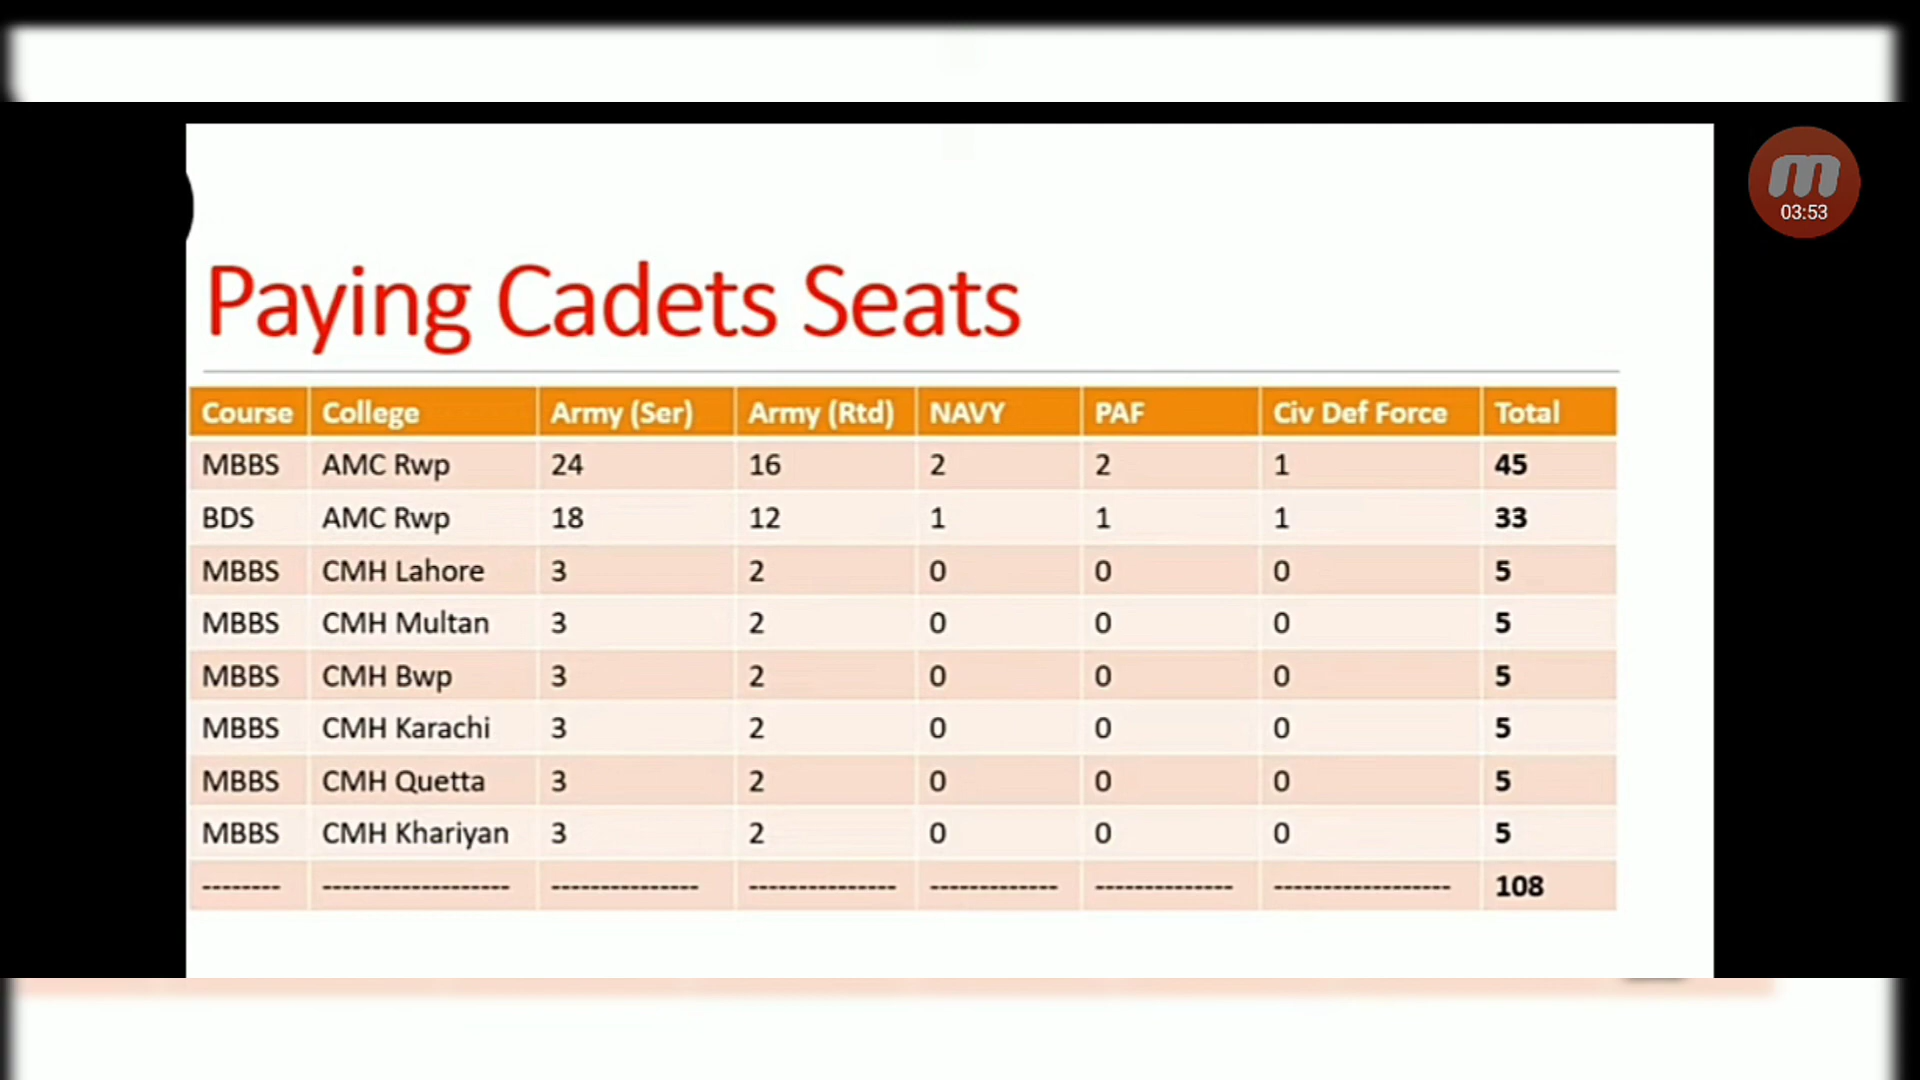 m
03:53
Paying Cadets Seats
Course College Army (Ser) Army (Rtd) NAVY PAF Civ Def Force Total
MBBS AMC Rwp 24 16 2 2 1 45
BDS AMC Rwp 18 12 1 1 1 33
MBBS CMH Lahore 3 2 0 0 0 5
MBBS CMH Multan 3 2 0 0 0 5
MBBS CMH Bwp 3 2 0 0 0 5
MBBS CMH Karachi 3 2 0 0 0 5
MBBS CMH Quetta 3 2 0 0 0 5
MBBS CMH Khariyan 3 2 0 0 0 5
-------- ------------------- --------------- --------------- ------------- -------------- ------------------ 108